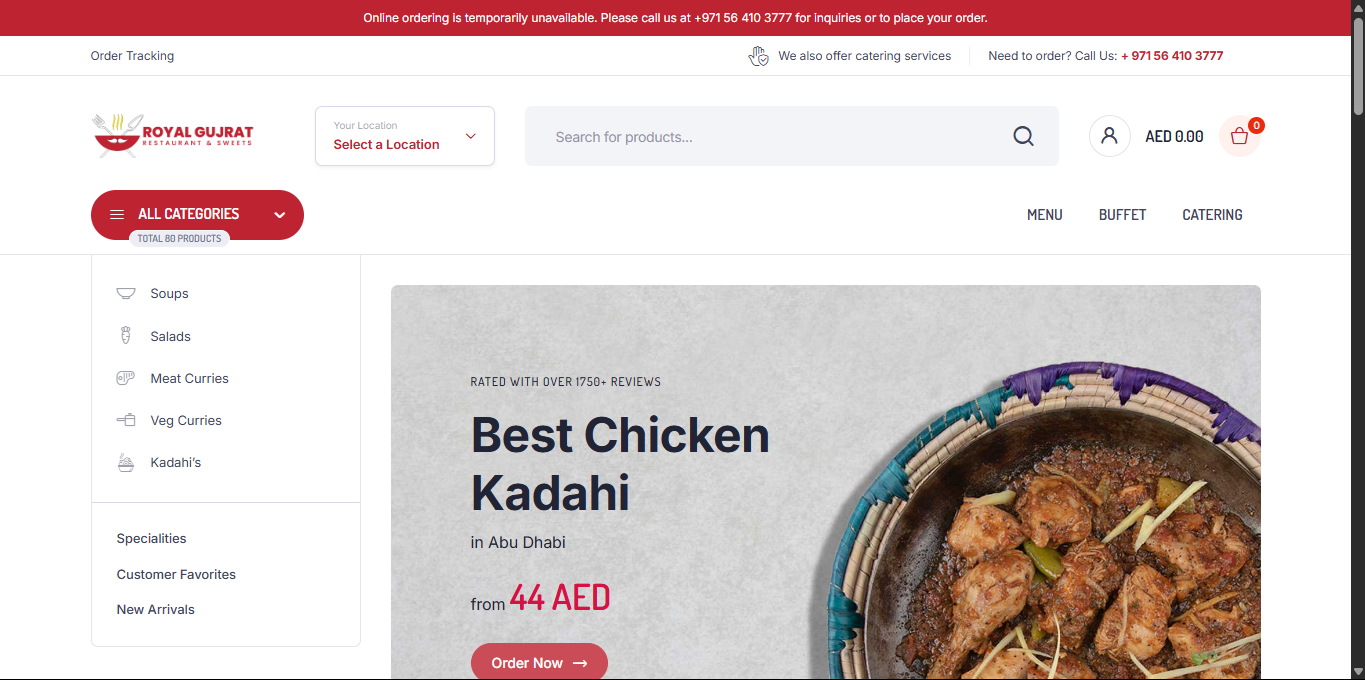 Online ordering is temporarily unavailable. Please call us at +971 56 410 3777 for inquiries or to place your order.
Order Tracking
We also offer catering services
Need to order? Call Us: + 971 56 410 3777
ROYAL GUJRAT
RESTAURANT & SWEETS
Your Location
Select a Location
Search for products...
AED 0.00
0
ALL CATEGORIES
TOTAL 80 PRODUCTS
MENU
BUFFET
CATERING
Soups
Salads
Meat Curries
Veg Curries
Kadahi's
Specialities
Customer Favorites
New Arrivals
RATED WITH OVER 1750+ REVIEWS
Best Chicken
Kadahi
in Abu Dhabi
from 44 AED
Order Now